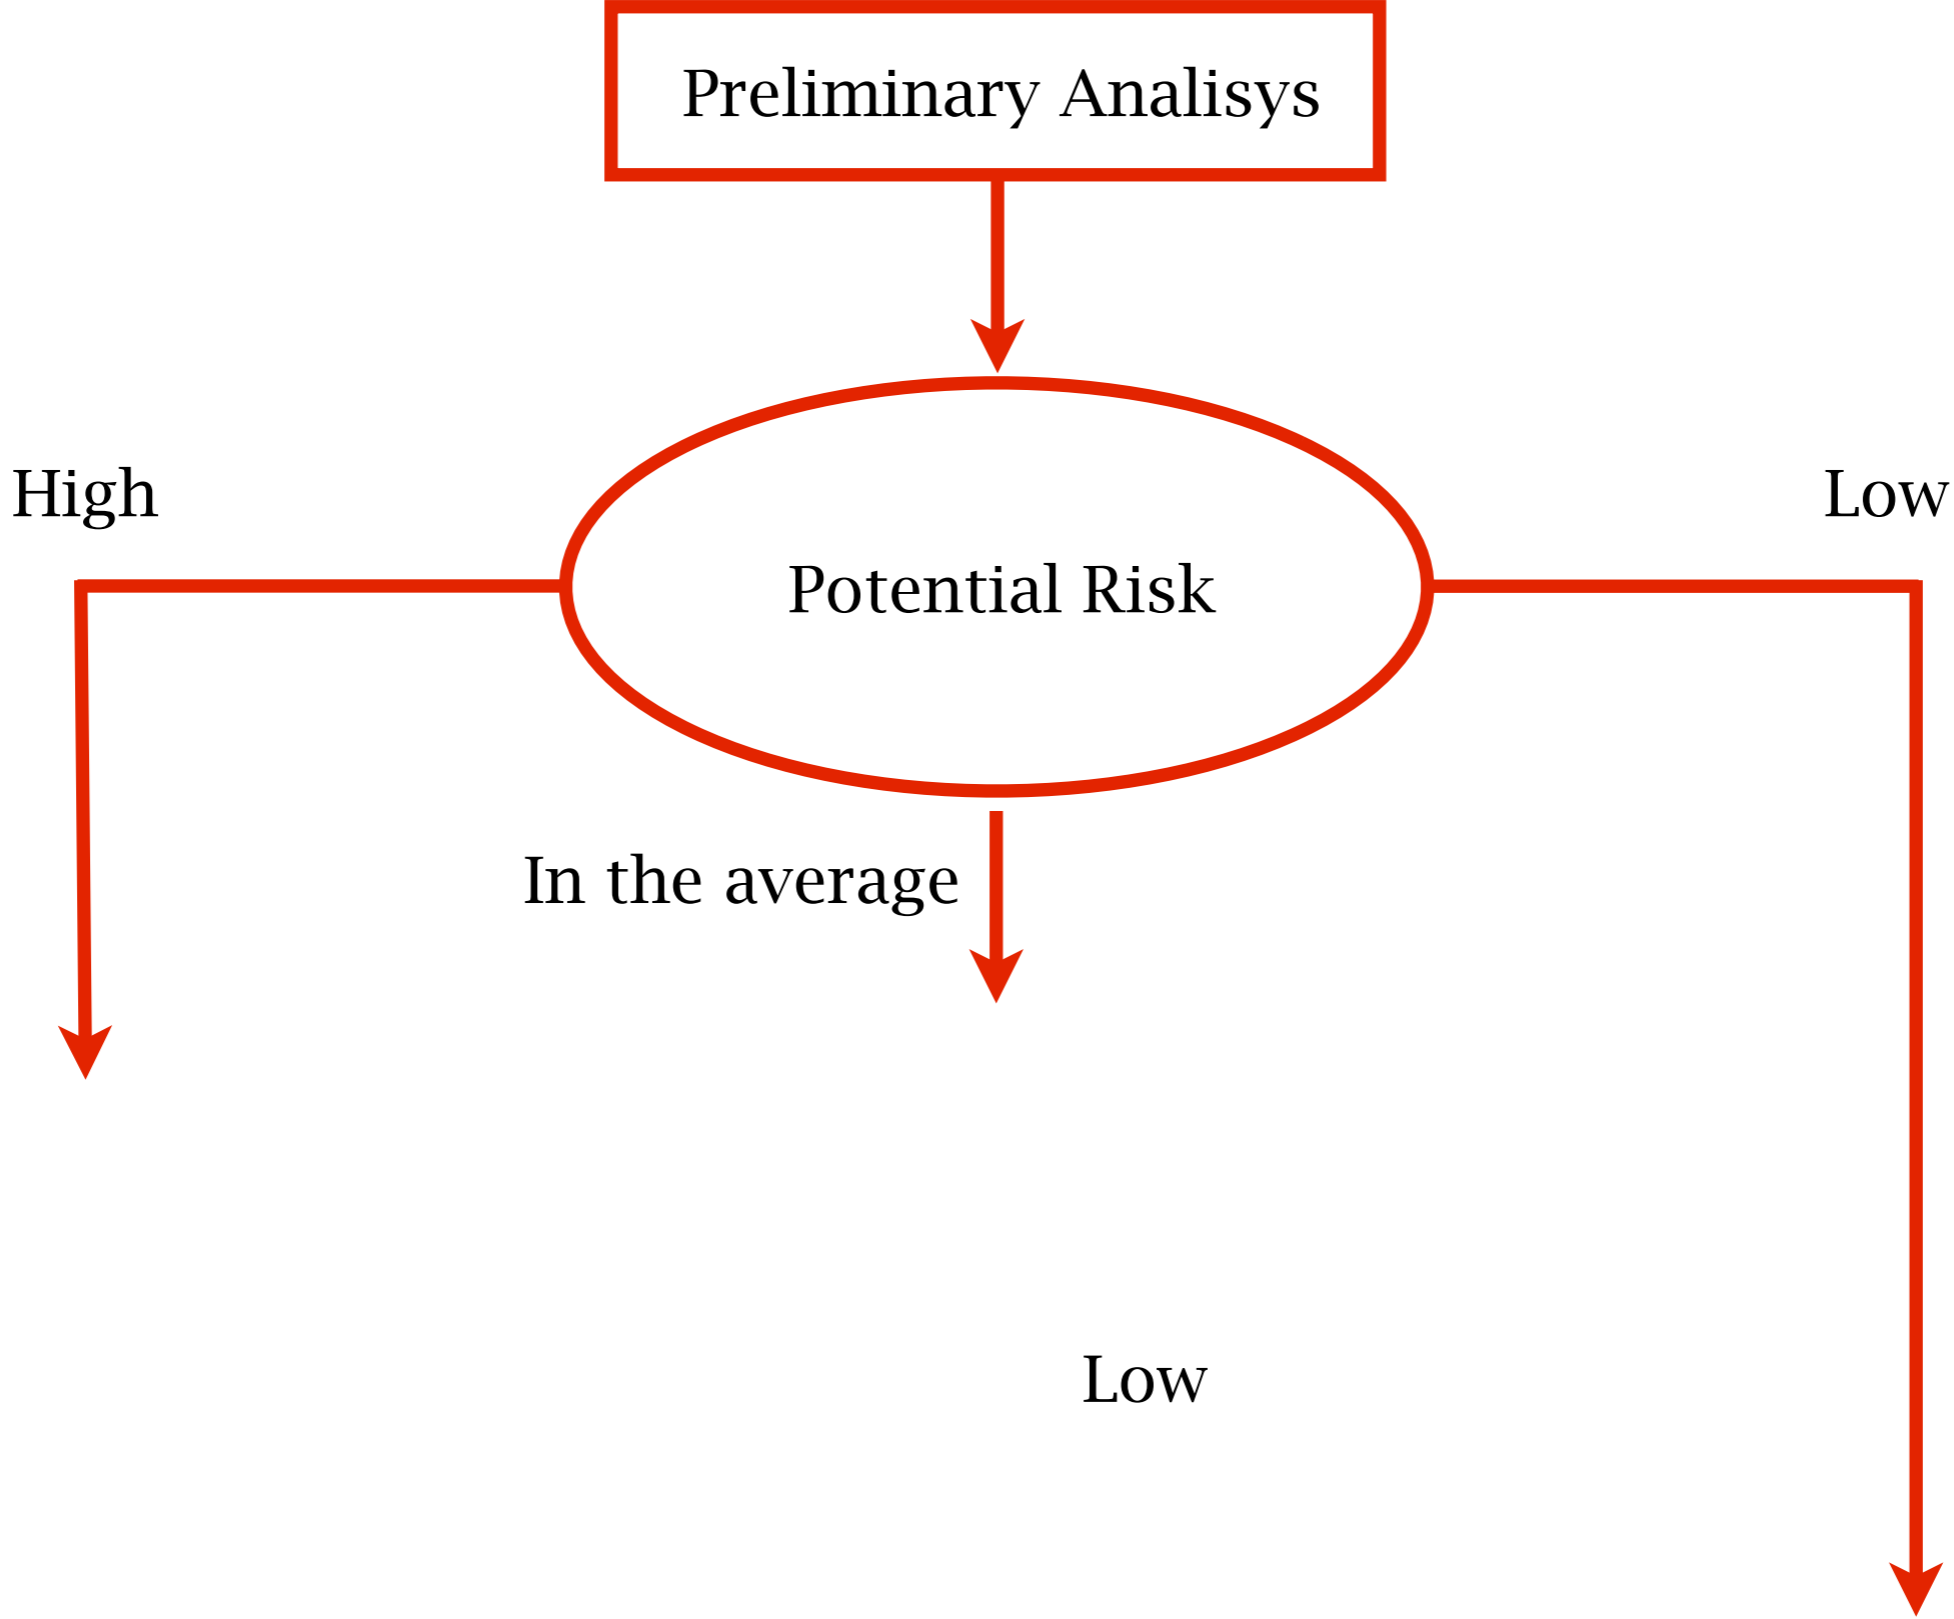 Preliminary Analisys
High
Low
Potential Risk
In the average
Low